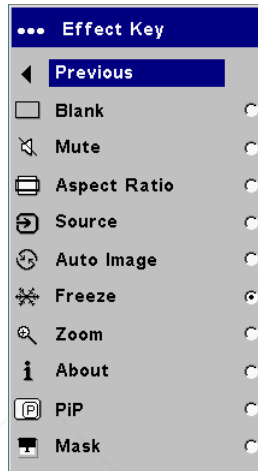 ••• Effect Key
Previous
Blank
Mute
Aspect Ratio
Source
Auto Image
Freeze
Zoom
About
PiP
Mask